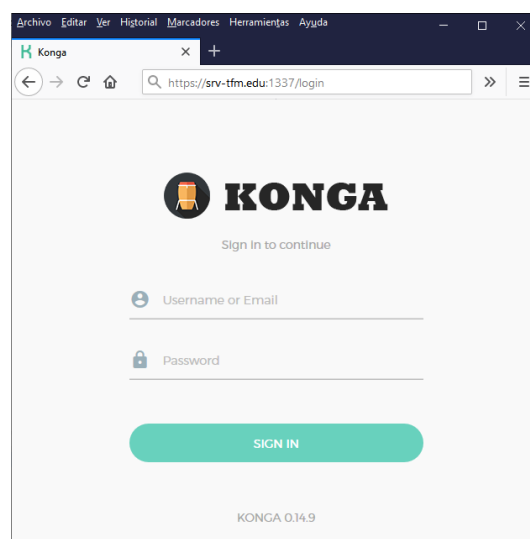 Archivo Editar Ver Historial Marcadores Herramientas Ayuda
Konga
https://srv-tfm.edu:1337/login
KONGA
Sign in to continue
Username or Email
Password
SIGN IN
KONGA 0.14.9